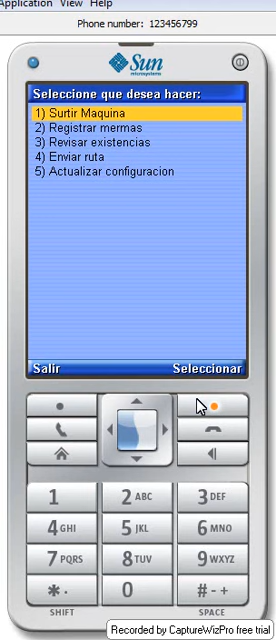 Application View Help
Phone number: 123456799
Sun
microsystems
Seleccione que desea hacer:
1) Surtir Maquina
2) Registrar mermas
3) Revisar existencias
4) Enviar ruta
5) Actualizar configuracion
Salir Seleccionar
1 2 ABC 3 DEF
4 GHI 5 JKL 6 MNO
7 PQRS 8 TUV 9 WXYZ
* . 0 # - +
SHIFT SPACE
Recorded by CaptureWizPro free trial